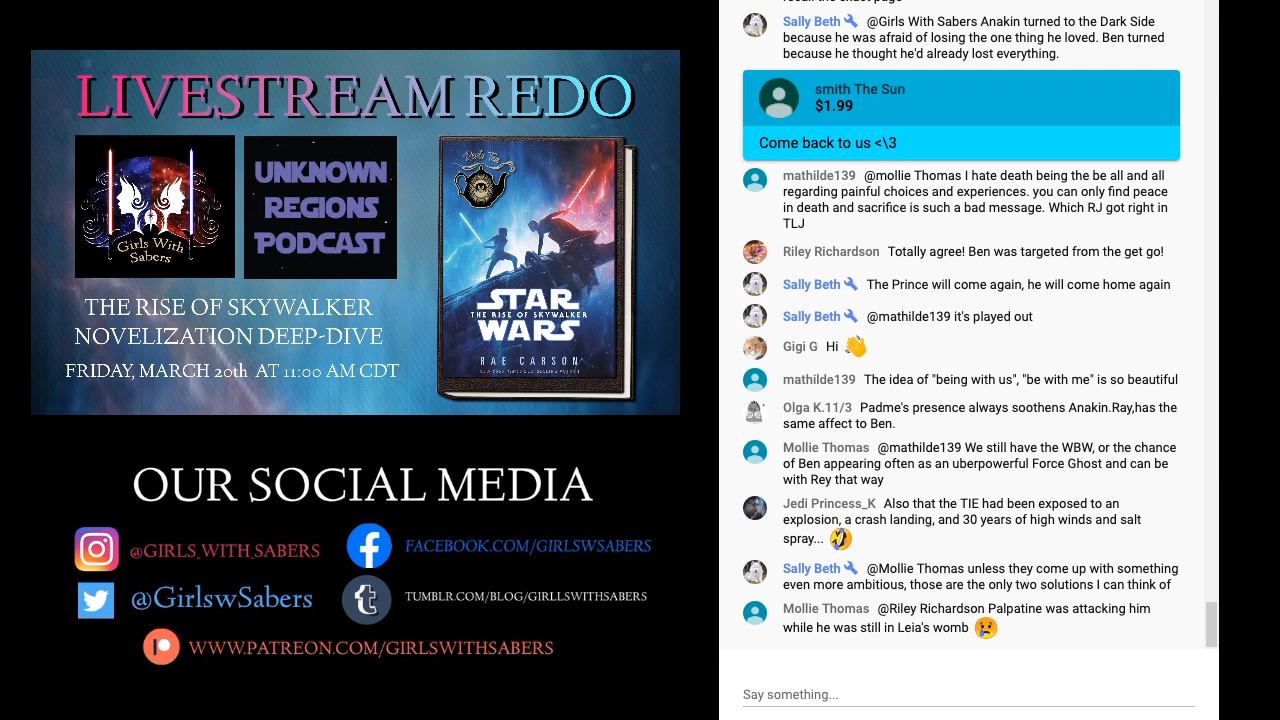 LIVESTREAM REDO
Girls With
Sabers
UNKNOWN
REGIONS
PODCAST
STAR
THE RISE OF SKYWALKER
WARS
RAE CARSON
THE RISE OF SKYWALKER
NOVELIZATION DEEP-DIVE
FRIDAY, MARCH 20th AT 11:00 AM CDT
OUR SOCIAL MEDIA
@GIRLS_WITH_SABERS
FACEBOOK.COM/GIRLSWSABERS
@GirlswSabers
TUMBLR.COM/BLOG/GIRLLSWITHSABERS
WWW.PATREON.COM/GIRLSWITHSABERS
Sally Beth @Girls With Sabers Anakin turned to the Dark Side
because he was afraid of losing the one thing he loved. Ben turned
because he thought he'd already lost everything.
smith The Sun
$1.99
Come back to us <\3
mathilde139 @mollie Thomas I hate death being the be all and all
regarding painful choices and experiences. you can only find peace
in death and sacrifice is such a bad message. Which RJ got right in
TLJ
Riley Richardson Totally agree! Ben was targeted from the get go!
Sally Beth The Prince will come again, he will come home again
Sally Beth @mathilde139 it's played out
Gigi G Hi 👋
mathilde139 The idea of "being with us", "be with me" is so beautiful
Olga K.11/3 Padme's presence always soothens Anakin.Ray,has the
same affect to Ben.
Mollie Thomas @mathilde139 We still have the WBW, or the chance
of Ben appearing often as an uberpowerful Force Ghost and can be
with Rey that way
Jedi Princess_K Also that the TIE had been exposed to an
explosion, a crash landing, and 30 years of high winds and salt
spray... 🤣
Sally Beth @Mollie Thomas unless they come up with something
even more ambitious, those are the only two solutions I can think of
Mollie Thomas @Riley Richardson Palpatine was attacking him
while he was still in Leia's womb 😢
Say something...